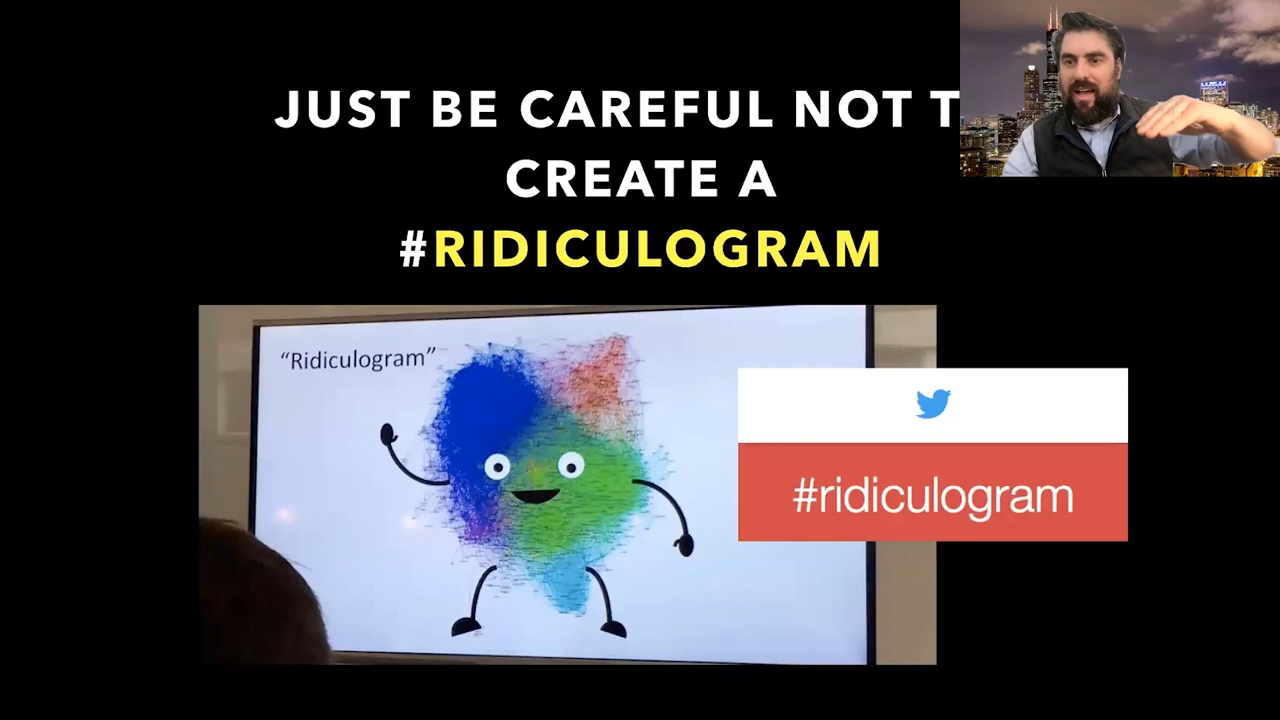 JUST BE CAREFUL NOT T
CREATE A
#RIDICULOGRAM
“Ridiculogram”
#ridiculogram